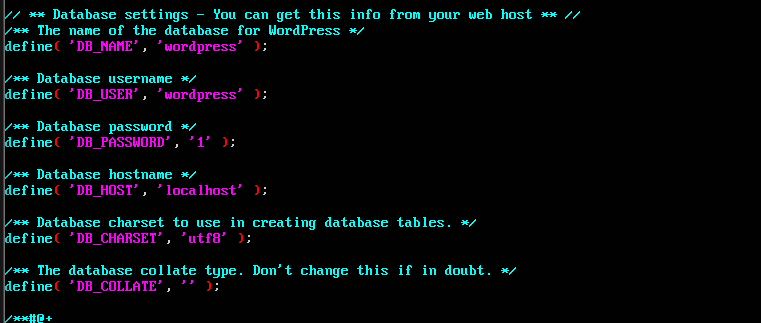 // ** Database settings - You can get this info from your web host ** //
/** The name of the database for WordPress */
define( 'DB_NAME', 'wordpress' );
/** Database username */
define( 'DB_USER', 'wordpress' );
/** Database password */
define( 'DB_PASSWORD', '1' );
/** Database hostname */
define( 'DB_HOST', 'localhost' );
/** Database charset to use in creating database tables. */
define( 'DB_CHARSET', 'utf8' );
/** The database collate type. Don't change this if in doubt. */
define( 'DB_COLLATE', '' );
/**#@+